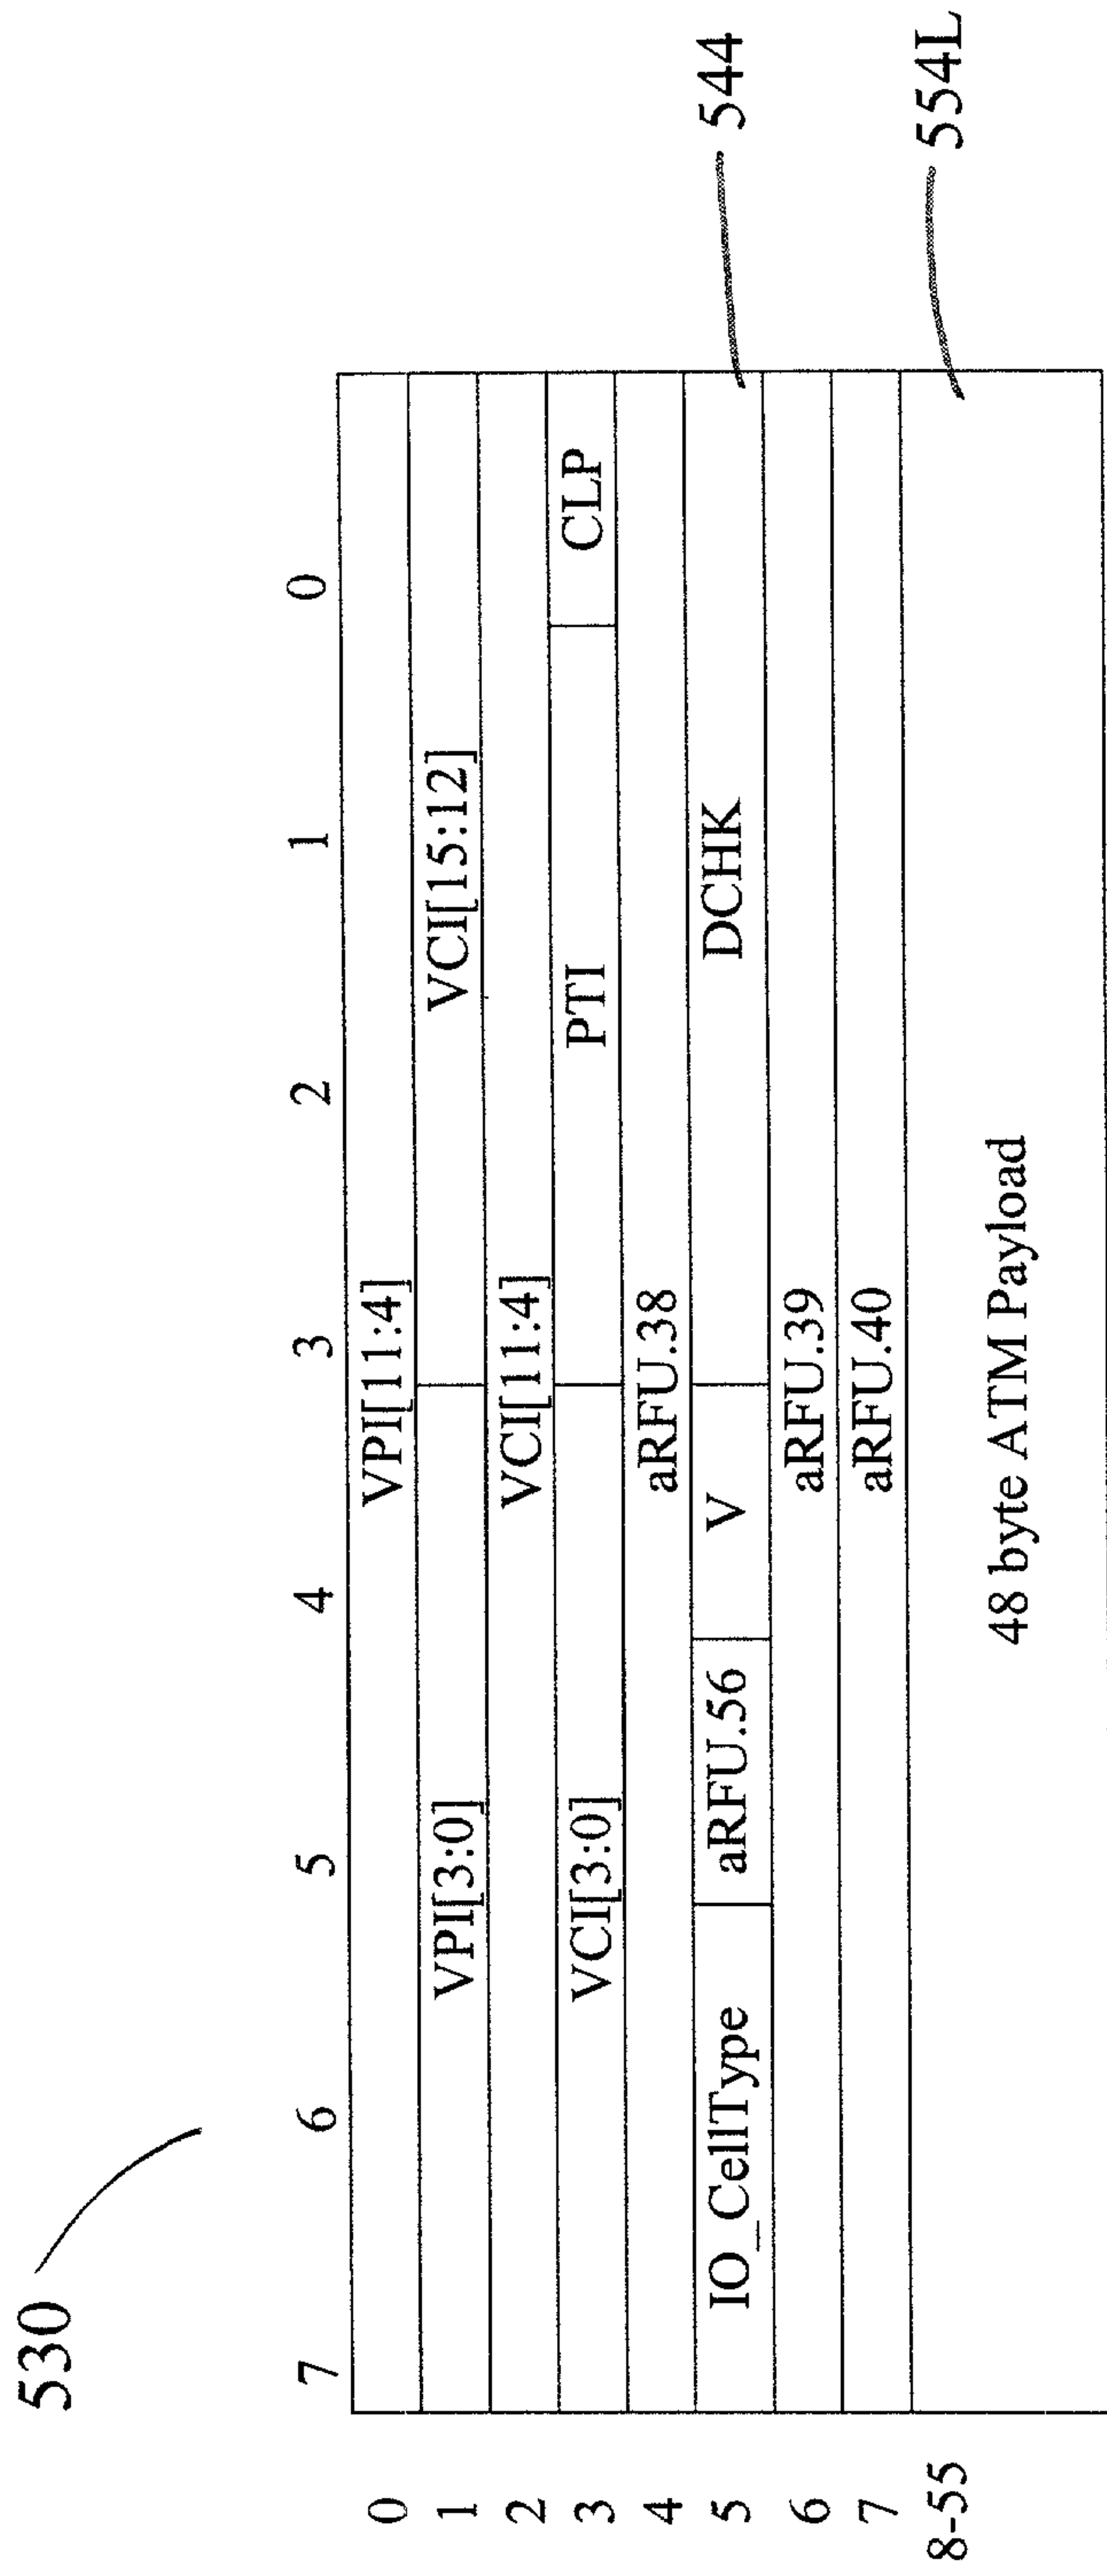 530
7 6 5 4 3 2 1 0
0 VPI[11:4]
1 VPI[3:0] VCI[15:12]
2 VCI[11:4]
3 VCI[3:0] PTI CLP
4 aRFU.38
5 IO_CellType aRFU.56 V DCHK 544
6 aRFU.39
7 aRFU.40
8-55 554L
48 byte ATM Payload